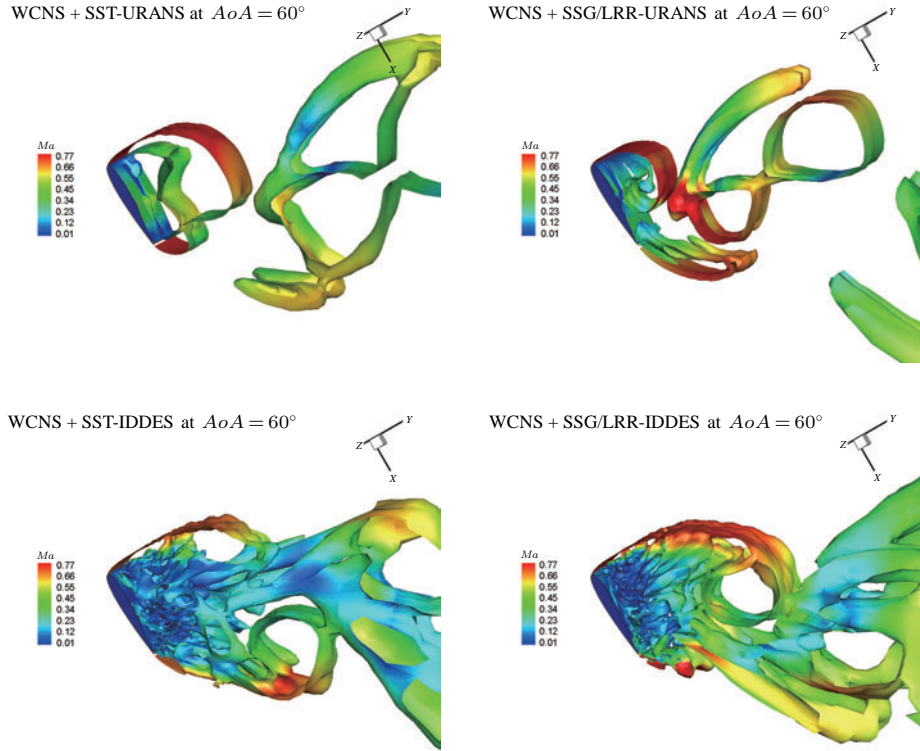 WCNS + SST-URANS at AoA = 60°
Y
Z
X
Ma
0.77
0.66
0.55
0.45
0.34
0.23
0.12
0.01
WCNS + SSG/LRR-URANS at AoA = 60°
Y
Z
X
Ma
0.77
0.66
0.55
0.45
0.34
0.23
0.12
0.01
WCNS + SST-IDDES at AoA = 60°
Y
Z
X
Ma
0.77
0.66
0.55
0.45
0.34
0.23
0.12
0.01
WCNS + SSG/LRR-IDDES at AoA = 60°
Y
Z
X
Ma
0.77
0.66
0.55
0.45
0.34
0.23
0.12
0.01